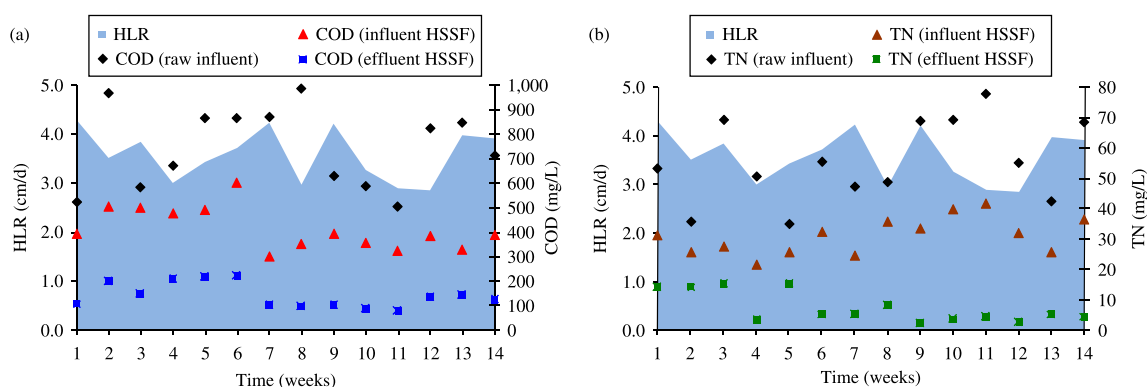 (a)
HLR
COD (influent HSSF)
COD (raw influent)
COD (effluent HSSF)
5.0
4.0
3.0
2.0
1.0
0.0
HLR (cm/d)
1,000
900
800
700
600
500
400
300
200
100
0
COD (mg/L)
1 2 3 4 5 6 7 8 9 10 11 12 13 14
Time (weeks)
(b)
HLR
TN (influent HSSF)
TN (raw influent)
TN (effluent HSSF)
5.0
4.0
3.0
2.0
1.0
0.0
HLR (cm/d)
80
70
60
50
40
30
20
10
0
TN (mg/L)
1 2 3 4 5 6 7 8 9 10 11 12 13 14
Time (weeks)